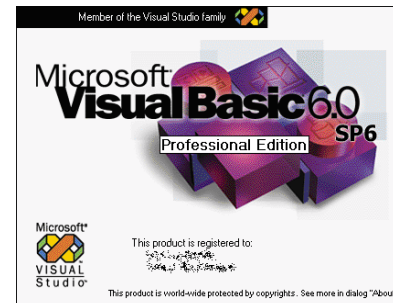 Member of the Visual Studio family
Microsoft
Visual Basic 6.0
SP6
Professional Edition
Microsoft
VISUAL
Studio
This product is registered to:
This product is world-wide protected by copyrights. See more in dialog "Abou